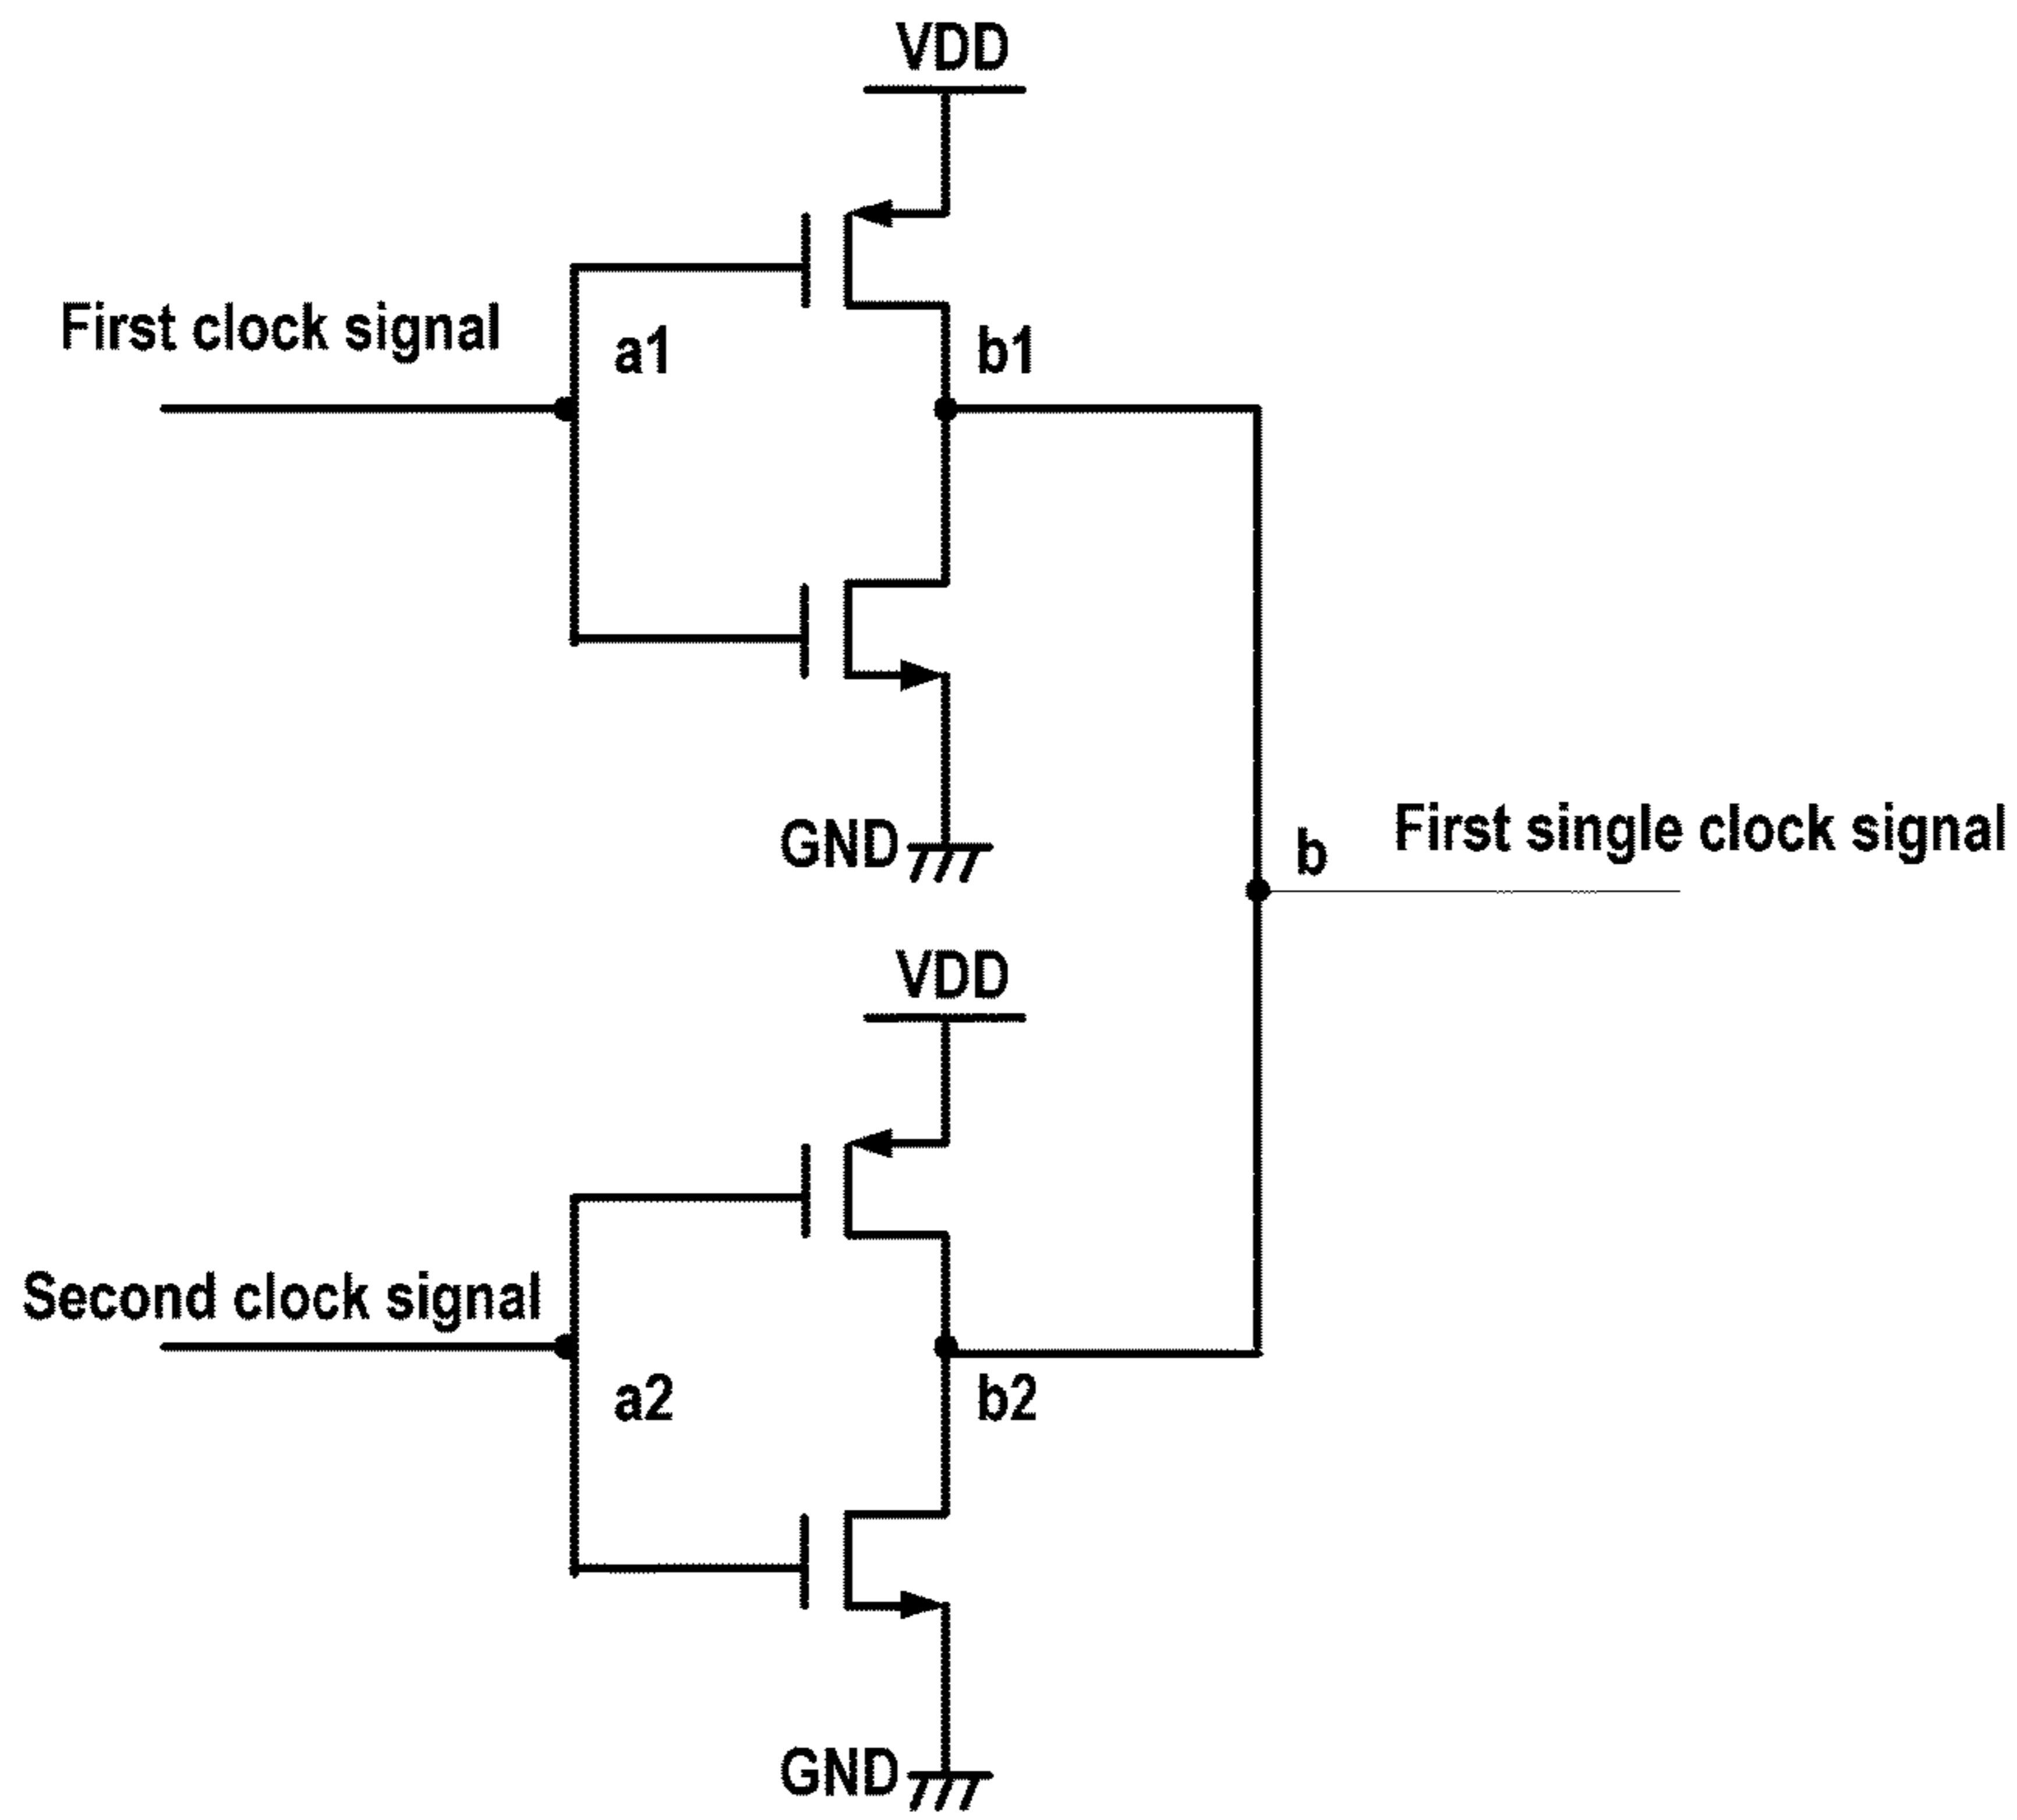 VDD
First clock signal
a1
b1
GND
b
First single clock signal
VDD
Second clock signal
a2
b2
GND